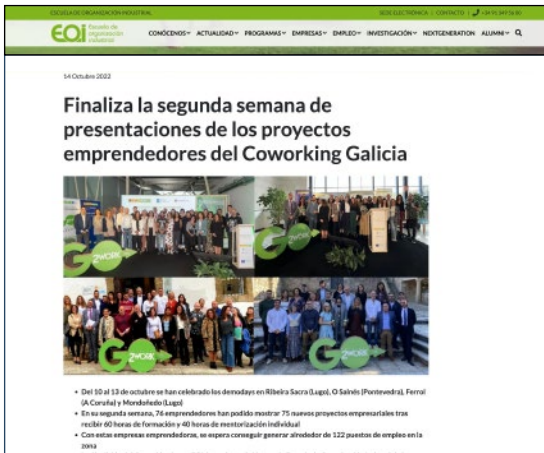 ESCUELA DE ORGANIZACIÓN INDUSTRIAL
SEDE ELECTRÓNICA | CONTACTO |
EOi Escuela de organización industrial
CONÓCENOS ACTUALIDAD PROGRAMAS EMPRESAS EMPLEO INVESTIGACIÓN NEXTGENERATION ALUMNI
14 Octubre 2022
Finaliza la segunda semana de
presentaciones de los proyectos
emprendedores del Coworking Galicia
GO 2WORK
GO 2WORK
GO 2WORK
GO 2WORK
• Del 10 al 13 de octubre se han celebrado los demodays en Ribeira Sacra (Lugo), O Salnés (Pontevedra), Ferrol
(A Coruña) y Mondoñedo (Lugo)
• En su segunda semana, 76 emprendedores han podido mostrar 75 nuevos proyectos empresariales tras
recibir 60 horas de formación y 40 horas de mentorización individual
• Con estas empresas emprendedoras, se espera conseguir generar alrededor de 122 puestos de empleo en la
zona